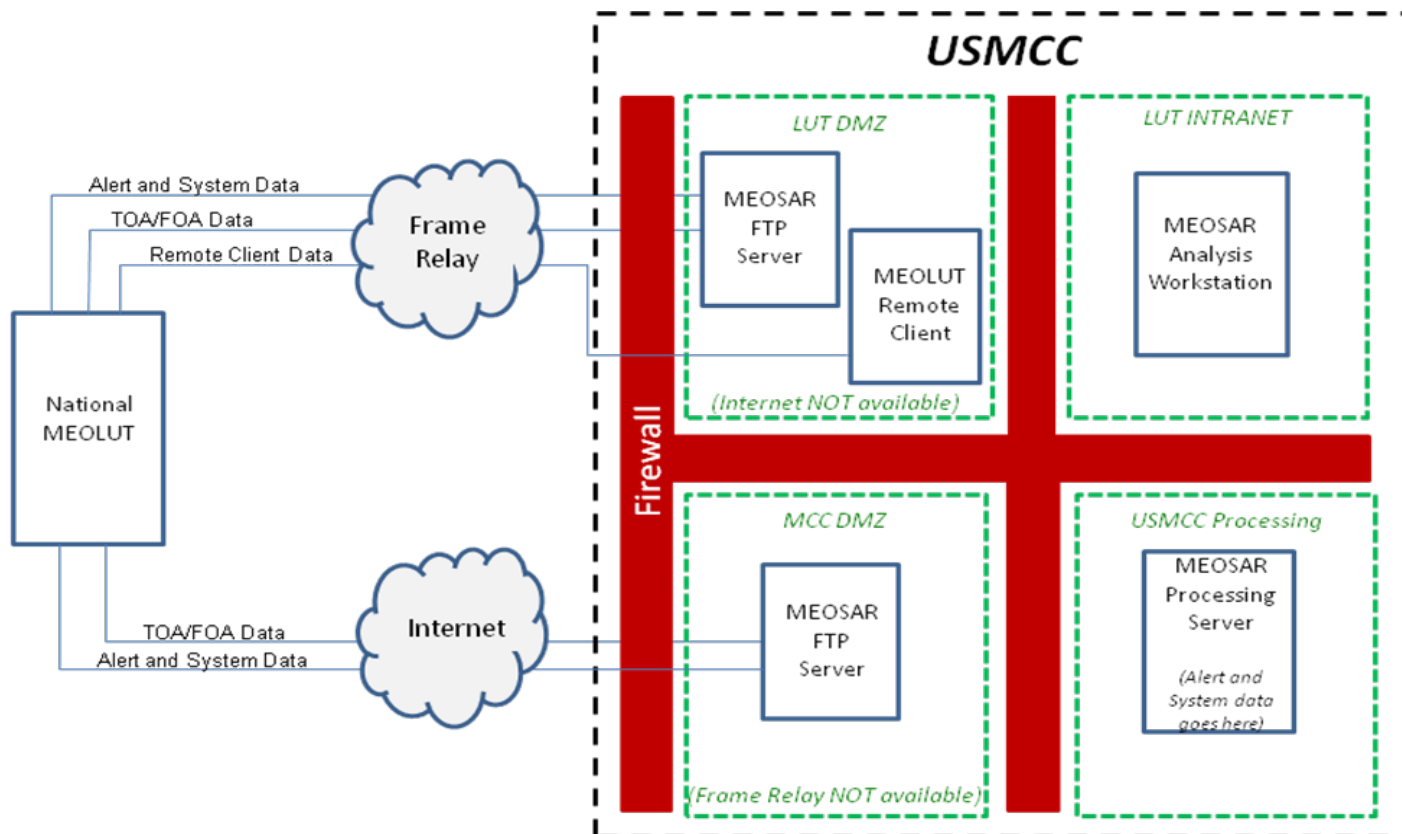 USMCC
LUT DMZ
LUT INTRANET
Alert and System Data
TOA/FOA Data
Remote Client Data
Frame
Relay
MEOSAR
FTP
Server
MEOLUT
Remote
Client
MEOSAR
Analysis
Workstation
National
MEOLUT
(Internet NOT available)
Firewall
MCC DMZ
USMCC Processing
TOA/FOA Data
Alert and System Data
Internet
MEOSAR
FTP
Server
MEOSAR
Processing
Server
(Alert and
System data
goes here)
(Frame Relay NOT available)